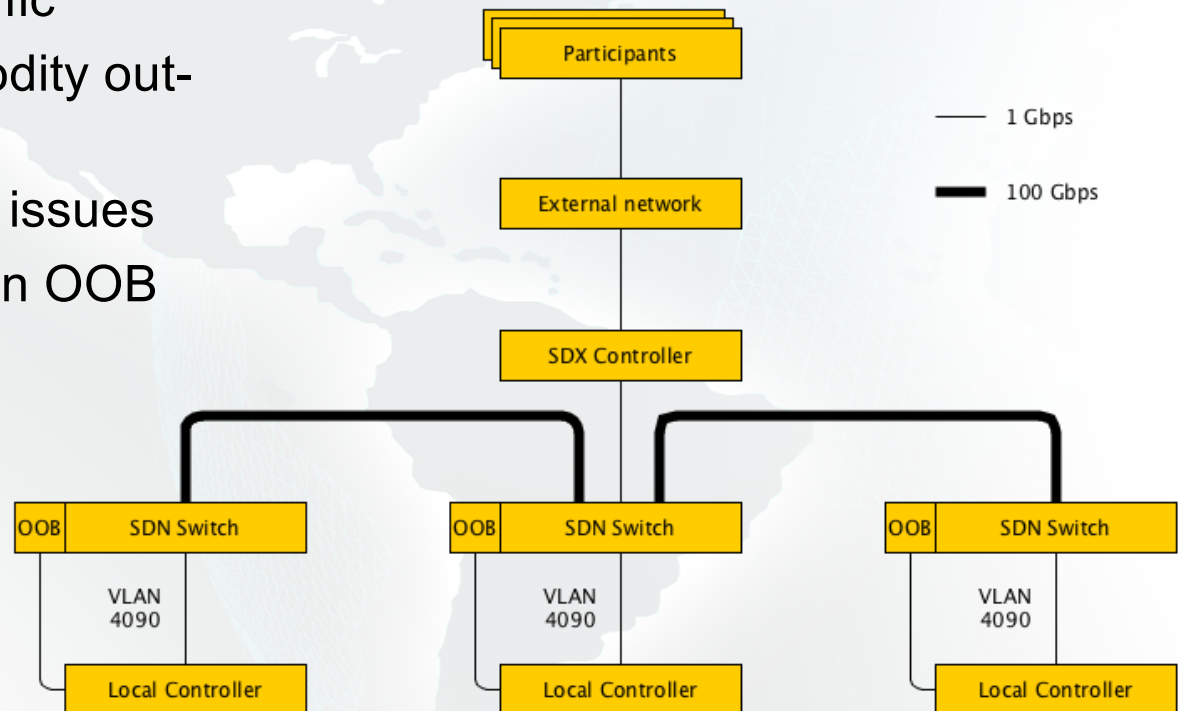 odity out-
issues
n OOB
Participants
1 Gbps
External network
100 Gbps
SDX Controller
OOB
SDN Switch
OOB
SDN Switch
OOB
SDN Switch
VLAN
4090
VLAN
4090
VLAN
4090
Local Controller
Local Controller
Local Controller